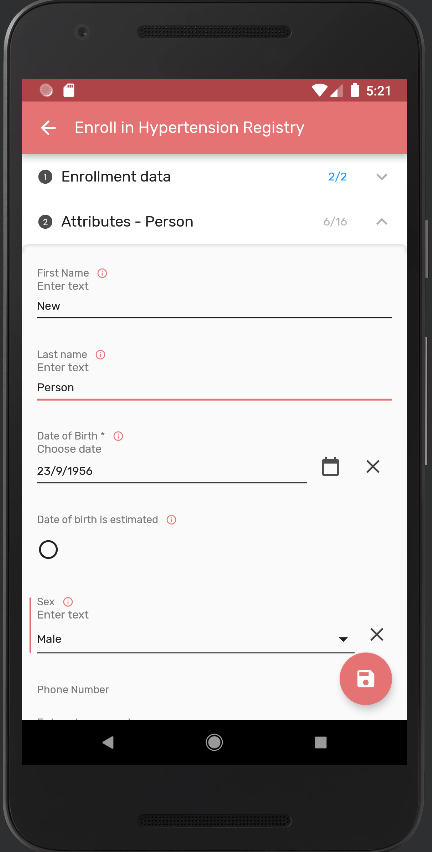 5:21
Enroll in Hypertension Registry
1 Enrollment data 2/2
2 Attributes - Person 6/16
First Name
Enter text
New
Last name
Enter text
Person
Date of Birth *
Choose date
23/9/1956
Date of birth is estimated
Sex
Enter text
Male
Phone Number